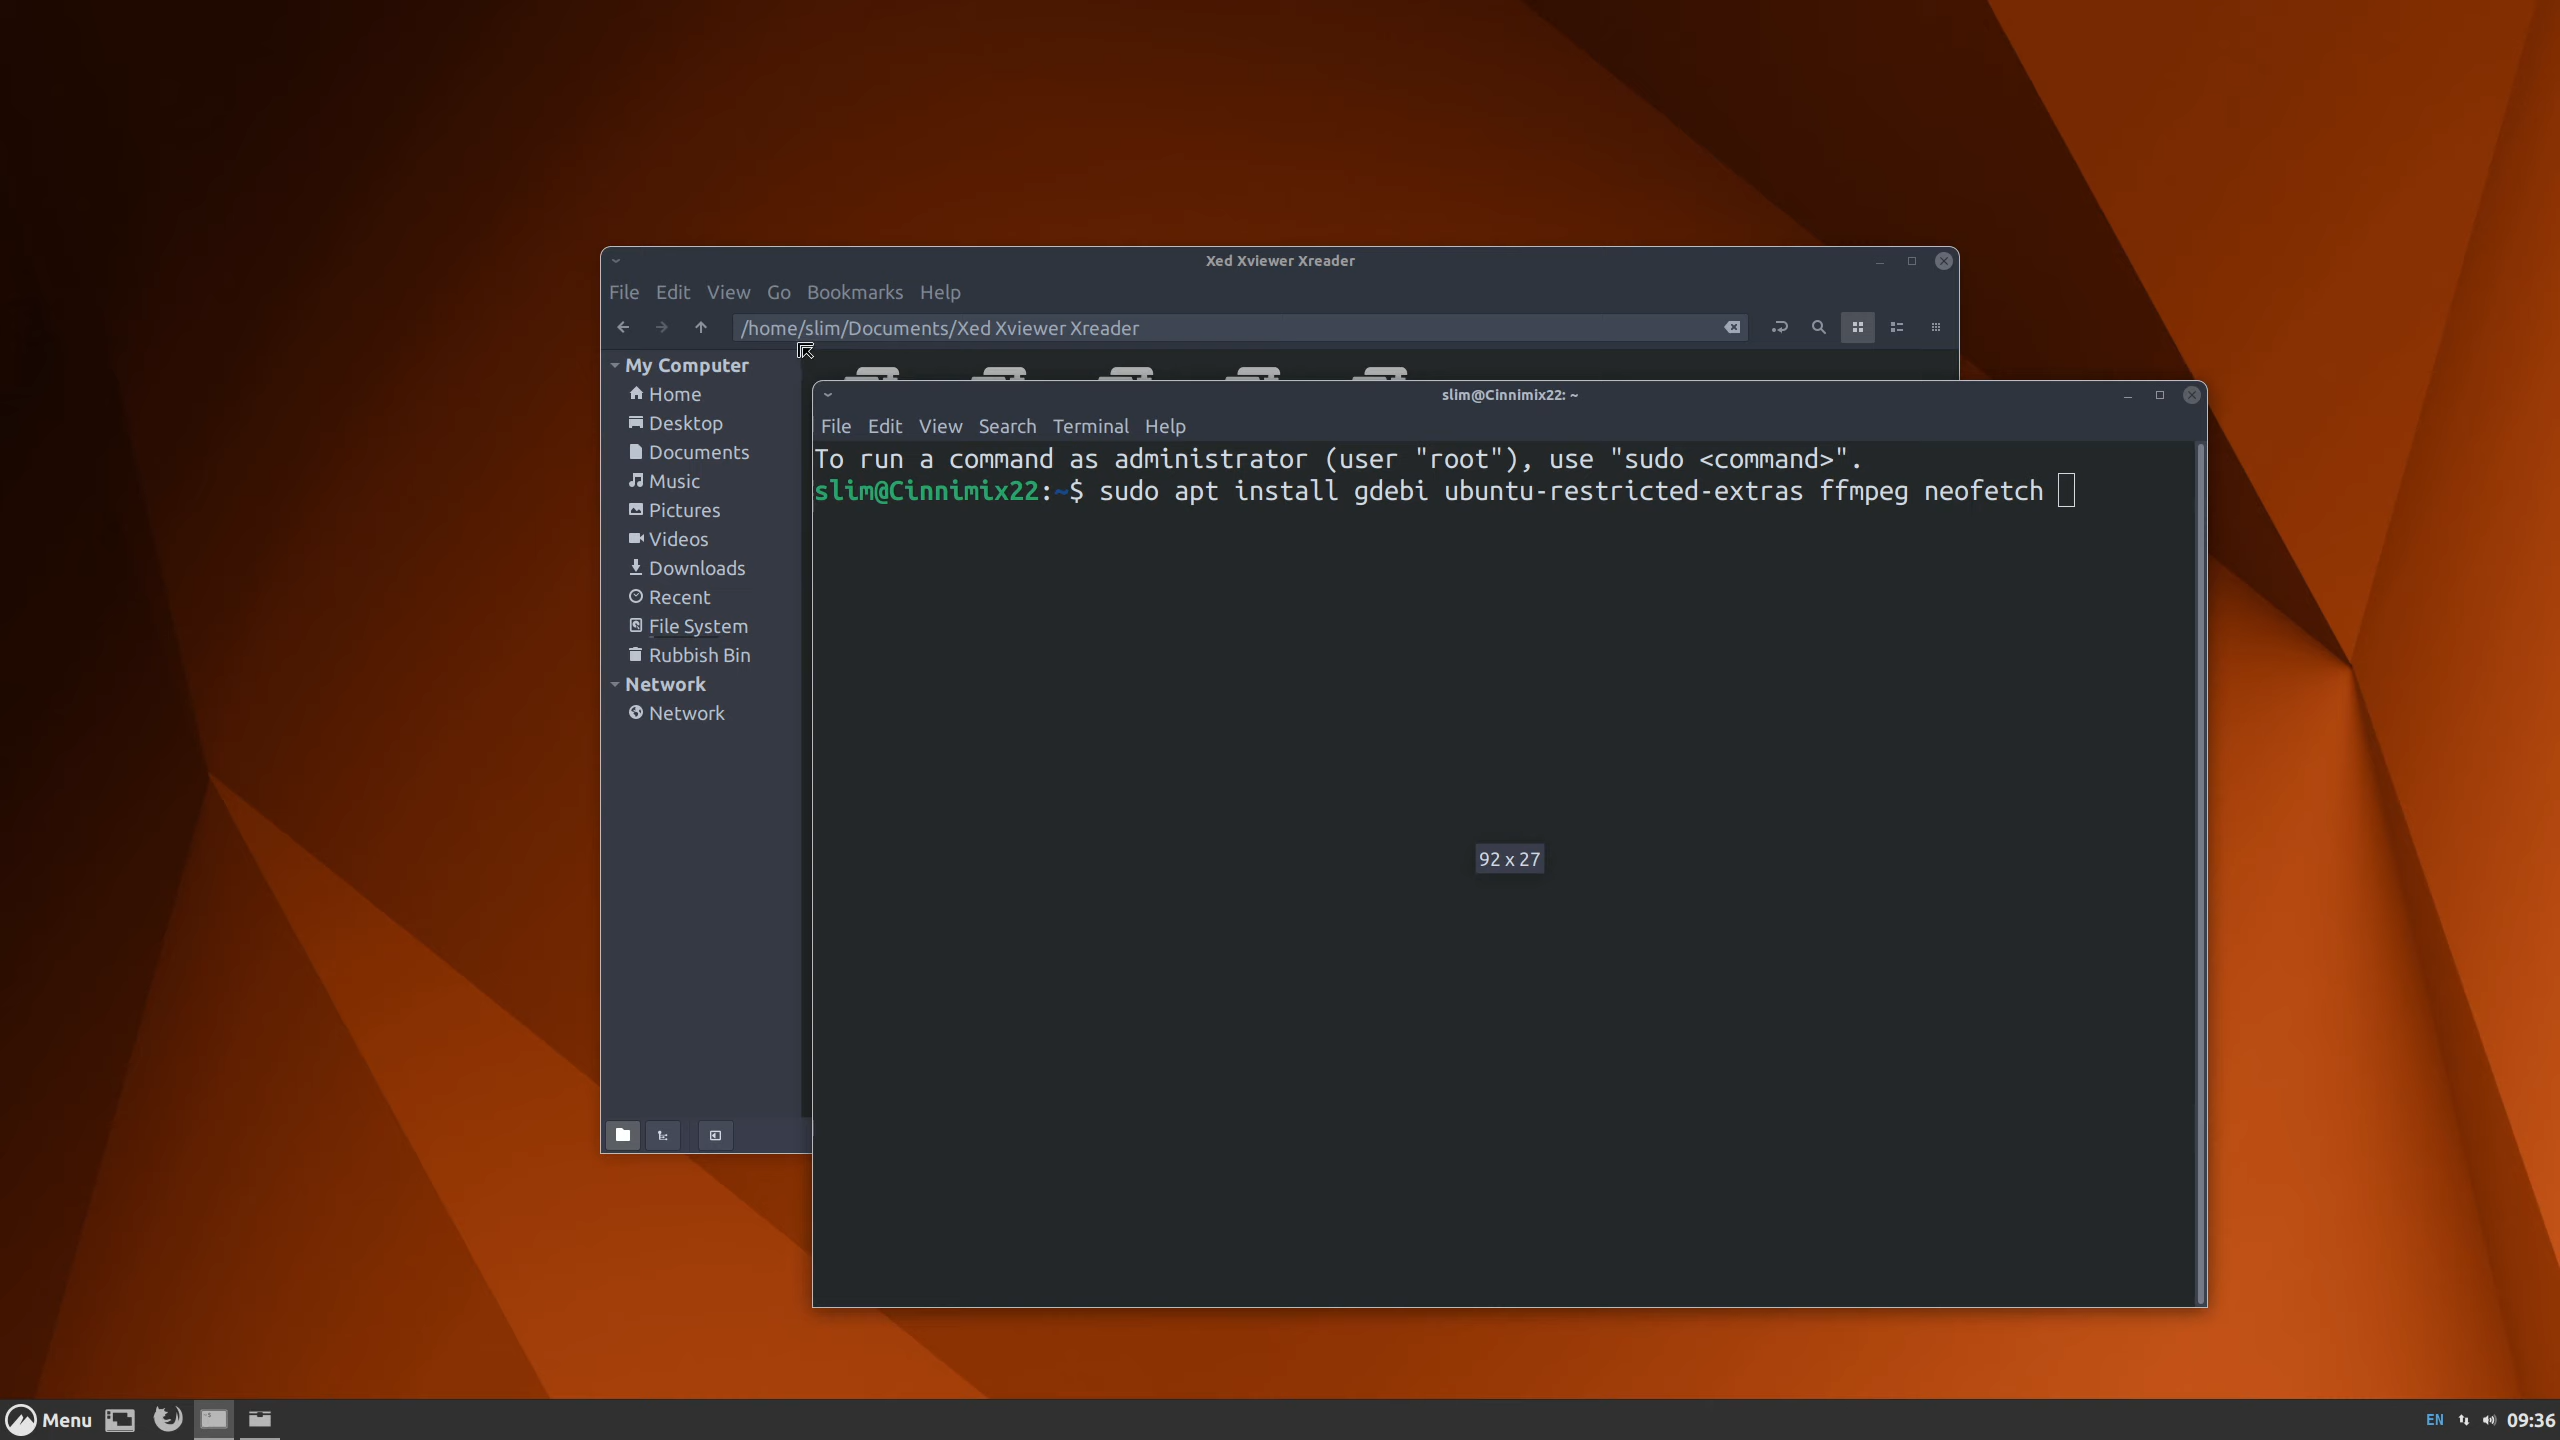 Xed Xviewer Xreader
File Edit View Go Bookmarks Help
/home/slim/Documents/Xed Xviewer Xreader
My Computer
Home
Desktop
Documents
Music
Pictures
Videos
Downloads
Recent
File System
Rubbish Bin
Network
Network
slim@Cinnimix22: ~
File Edit View Search Terminal Help
To run a command as administrator (user "root"), use "sudo <command>".
slim@Cinnimix22:~$ sudo apt install gdebi ubuntu-restricted-extras ffmpeg neofetch
92 x 27
Menu
EN
09:36